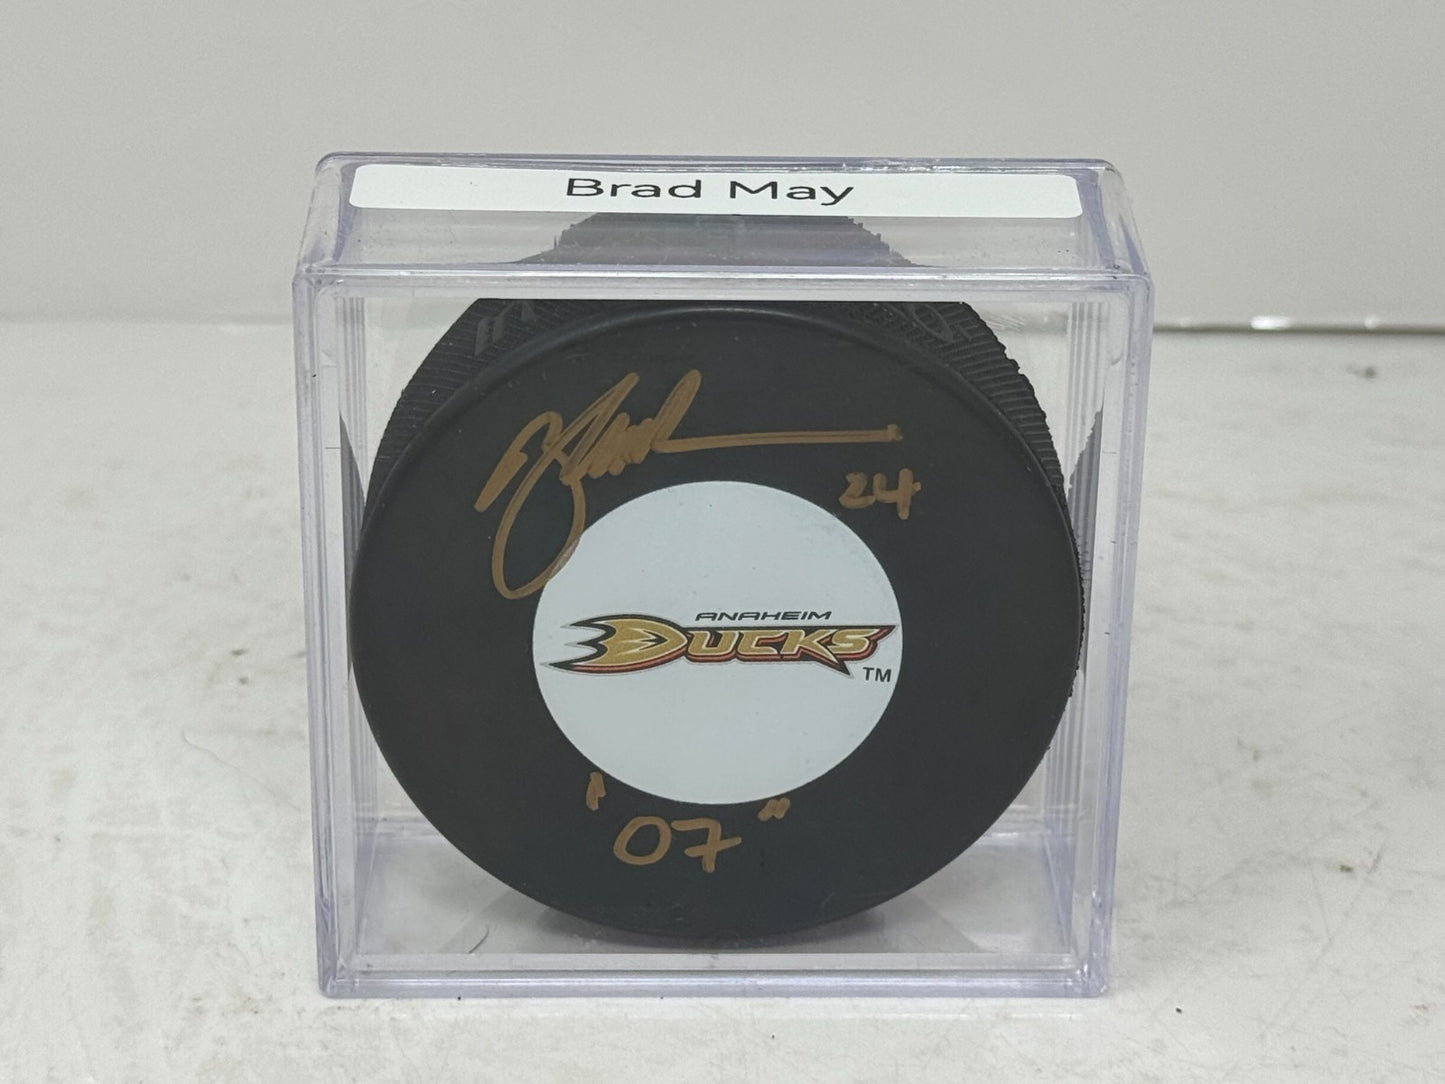 Brad May
24
ANAHEIM
DUCKS
TM
"07"